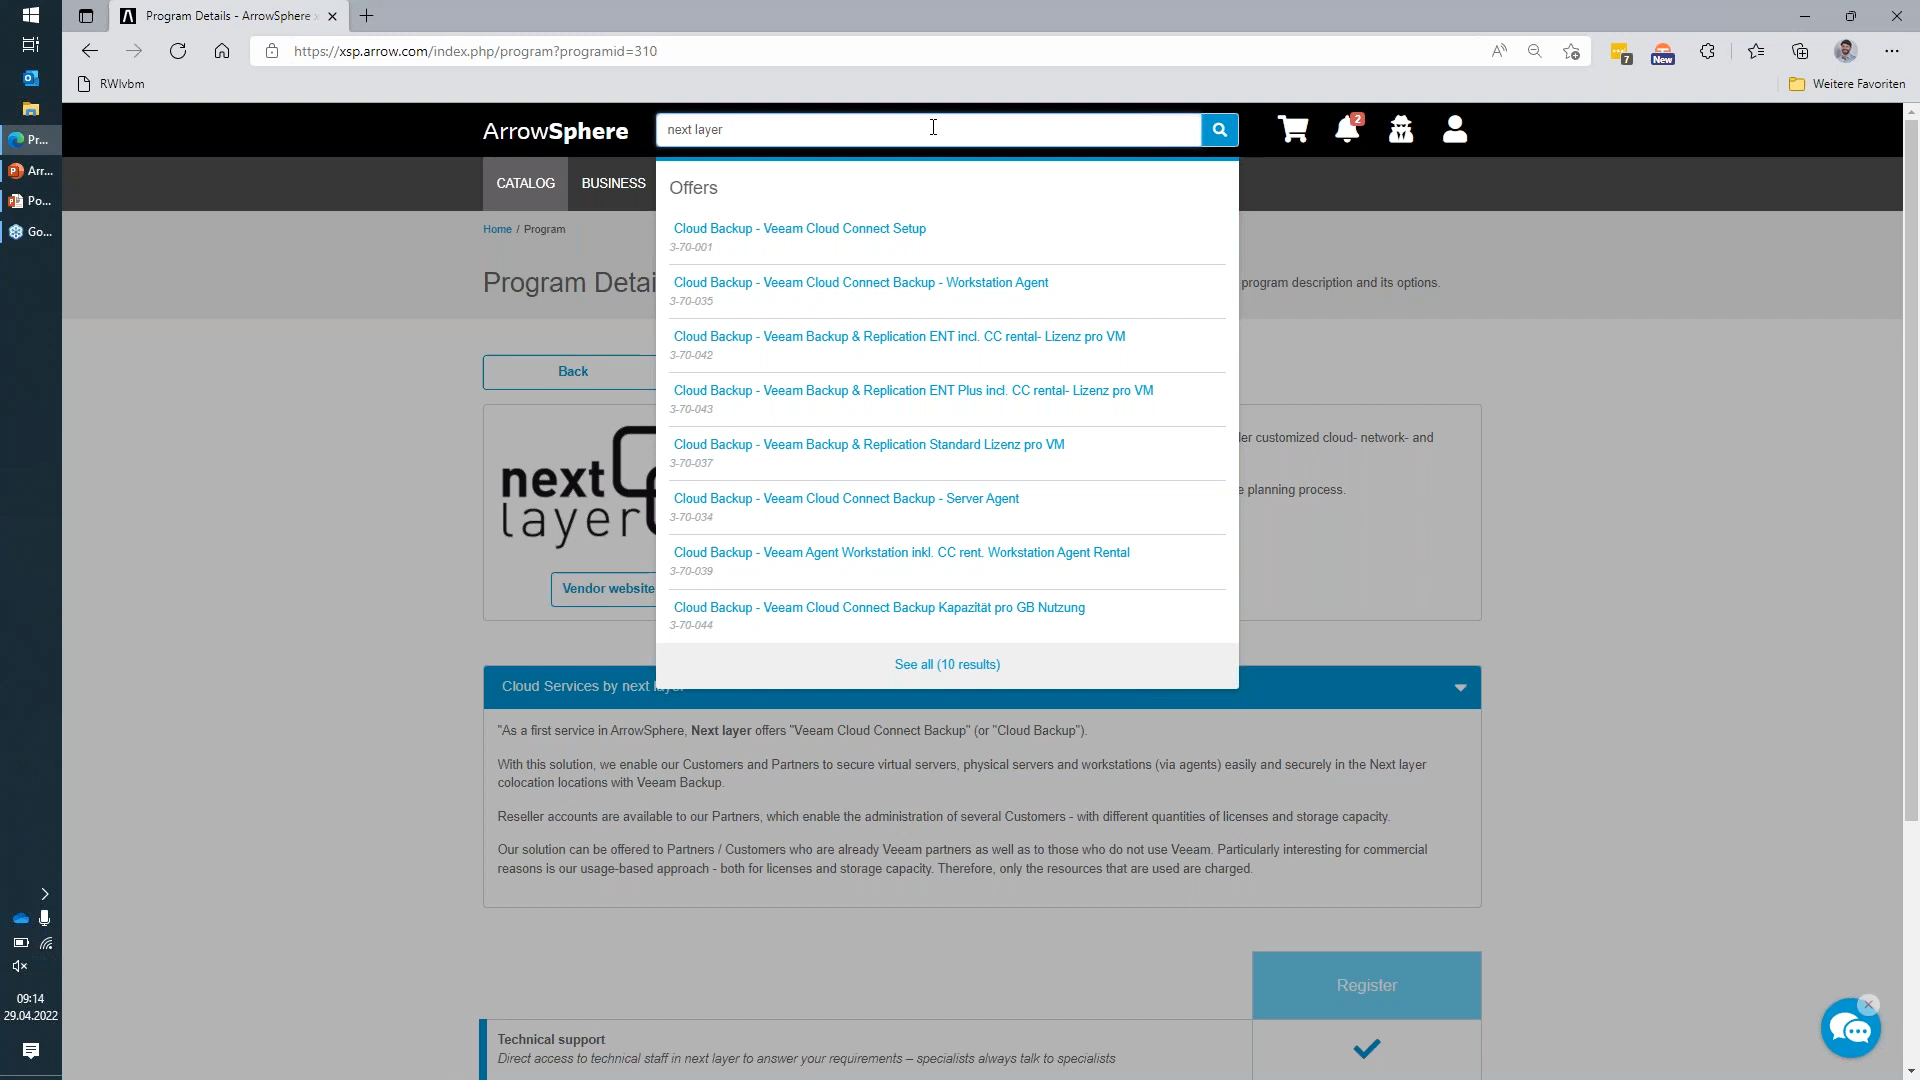 Program Details - ArrowSphere x
https://xsp.arrow.com/index.php/program?programid=310
7
New
RWlvbm
Weitere Favoriten
Pr...
Arr...
Po...
Go...
ArrowSphere
next layer
2
CATALOG
BUSINESS
Offers
Cloud Backup - Veeam Cloud Connect Setup
3-70-001
Cloud Backup - Veeam Cloud Connect Backup - Workstation Agent
3-70-035
Cloud Backup - Veeam Backup & Replication ENT incl. CC rental- Lizenz pro VM
3-70-042
Cloud Backup - Veeam Backup & Replication ENT Plus incl. CC rental- Lizenz pro VM
3-70-043
Cloud Backup - Veeam Backup & Replication Standard Lizenz pro VM
3-70-037
Cloud Backup - Veeam Cloud Connect Backup - Server Agent
3-70-034
Cloud Backup - Veeam Agent Workstation inkl. CC rent. Workstation Agent Rental
3-70-039
Cloud Backup - Veeam Cloud Connect Backup Kapazität pro GB Nutzung
3-70-044
See all (10 results)
Home / Program
Program Detai
program description and its options.
Back
next
layer
customized cloud- network- and
planning process.
Vendor website
Cloud Services by next
"As a first service in ArrowSphere, Next layer offers "Veeam Cloud Connect Backup" (or "Cloud Backup").
With this solution, we enable our Customers and Partners to secure virtual servers, physical servers and workstations (via agents) easily and securely in the Next layer
colocation locations with Veeam Backup.
Reseller accounts are available to our Partners, which enable the administration of several Customers - with different quantities of licenses and storage capacity.
Our solution can be offered to Partners / Customers who are already Veeam partners as well as to those who do not use Veeam. Particularly interesting for commercial
reasons is our usage-based approach - both for licenses and storage capacity. Therefore, only the resources that are used are charged.
Register
Technical support
Direct access to technical staff in next layer to answer your requirements – specialists always talk to specialists
09:14
29.04.2022